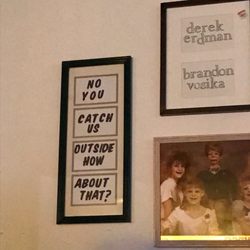 NO
YOU
CATCH
US
OUTSIDE
HOW
ABOUT
THAT?
derek
erdman
brandon
vosika